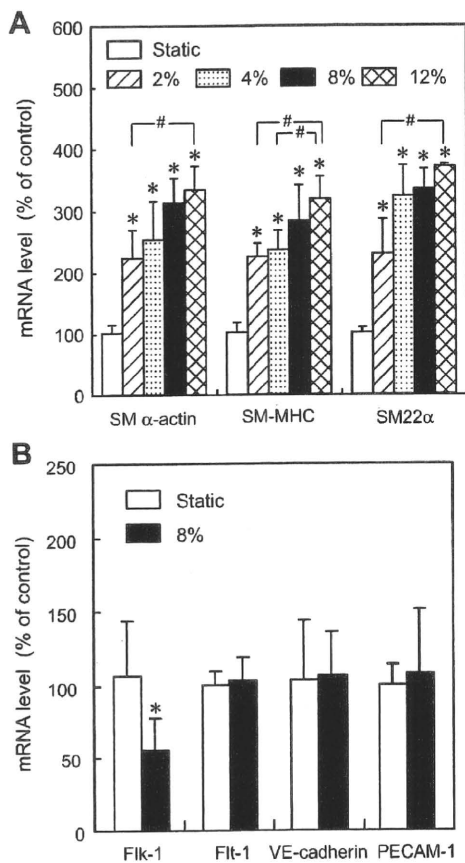 A
600
500
400
300
200
100
0
mRNA level (% of control)
Static
2% 4% 8% 12%
# # # #
* * * * * * * * * * * *
SM α-actin SM-MHC SM22α
B
250
200
150
100
50
0
mRNA level (% of control)
Static
8%
*
Flk-1 Flt-1 VE-cadherin PECAM-1